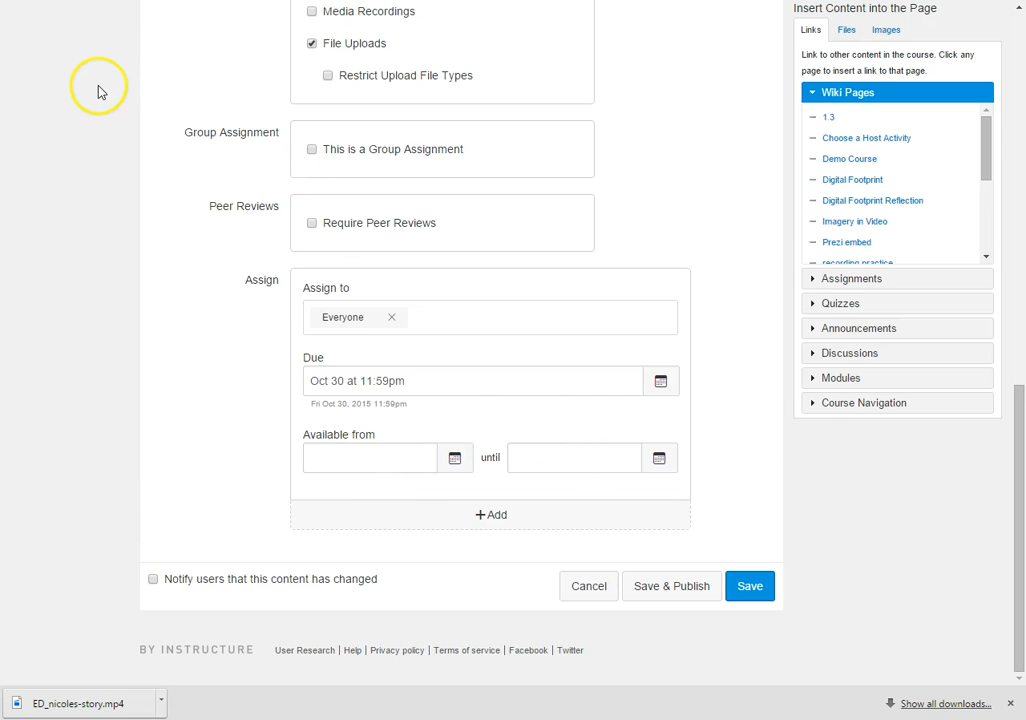 Media Recordings
File Uploads
Restrict Upload File Types
Group Assignment
This is a Group Assignment
Peer Reviews
Require Peer Reviews
Assign
Assign to
Everyone
Due
Oct 30 at 11:59pm
Fri Oct 30, 2015 11:59pm
Available from
until
+ Add
Notify users that this content has changed
Cancel
Save & Publish
Save
BY INSTRUCTURE
User Research | Help | Privacy policy | Terms of service | Facebook | Twitter
Insert Content into the Page
Links
Files
Images
Link to other content in the course. Click any
page to insert a link to that page.
Wiki Pages
1.3
Choose a Host Activity
Demo Course
Digital Footprint
Digital Footprint Reflection
Imagery in Video
Prezi embed
recording practice
Assignments
Quizzes
Announcements
Discussions
Modules
Course Navigation
ED_nicoles-story.mp4
Show all downloads...